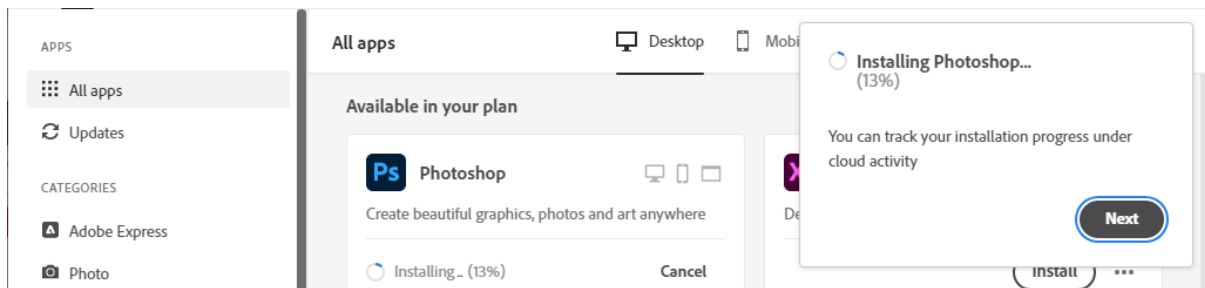 APPS
All apps
Updates
CATEGORIES
Adobe Express
Photo
All apps
Desktop
Available in your plan
Ps Photoshop
Create beautiful graphics, photos and art anywhere
Installing.. (13%) Cancel
Installing Photoshop...
(13%)
You can track your installation progress under
cloud activity
Next
Install